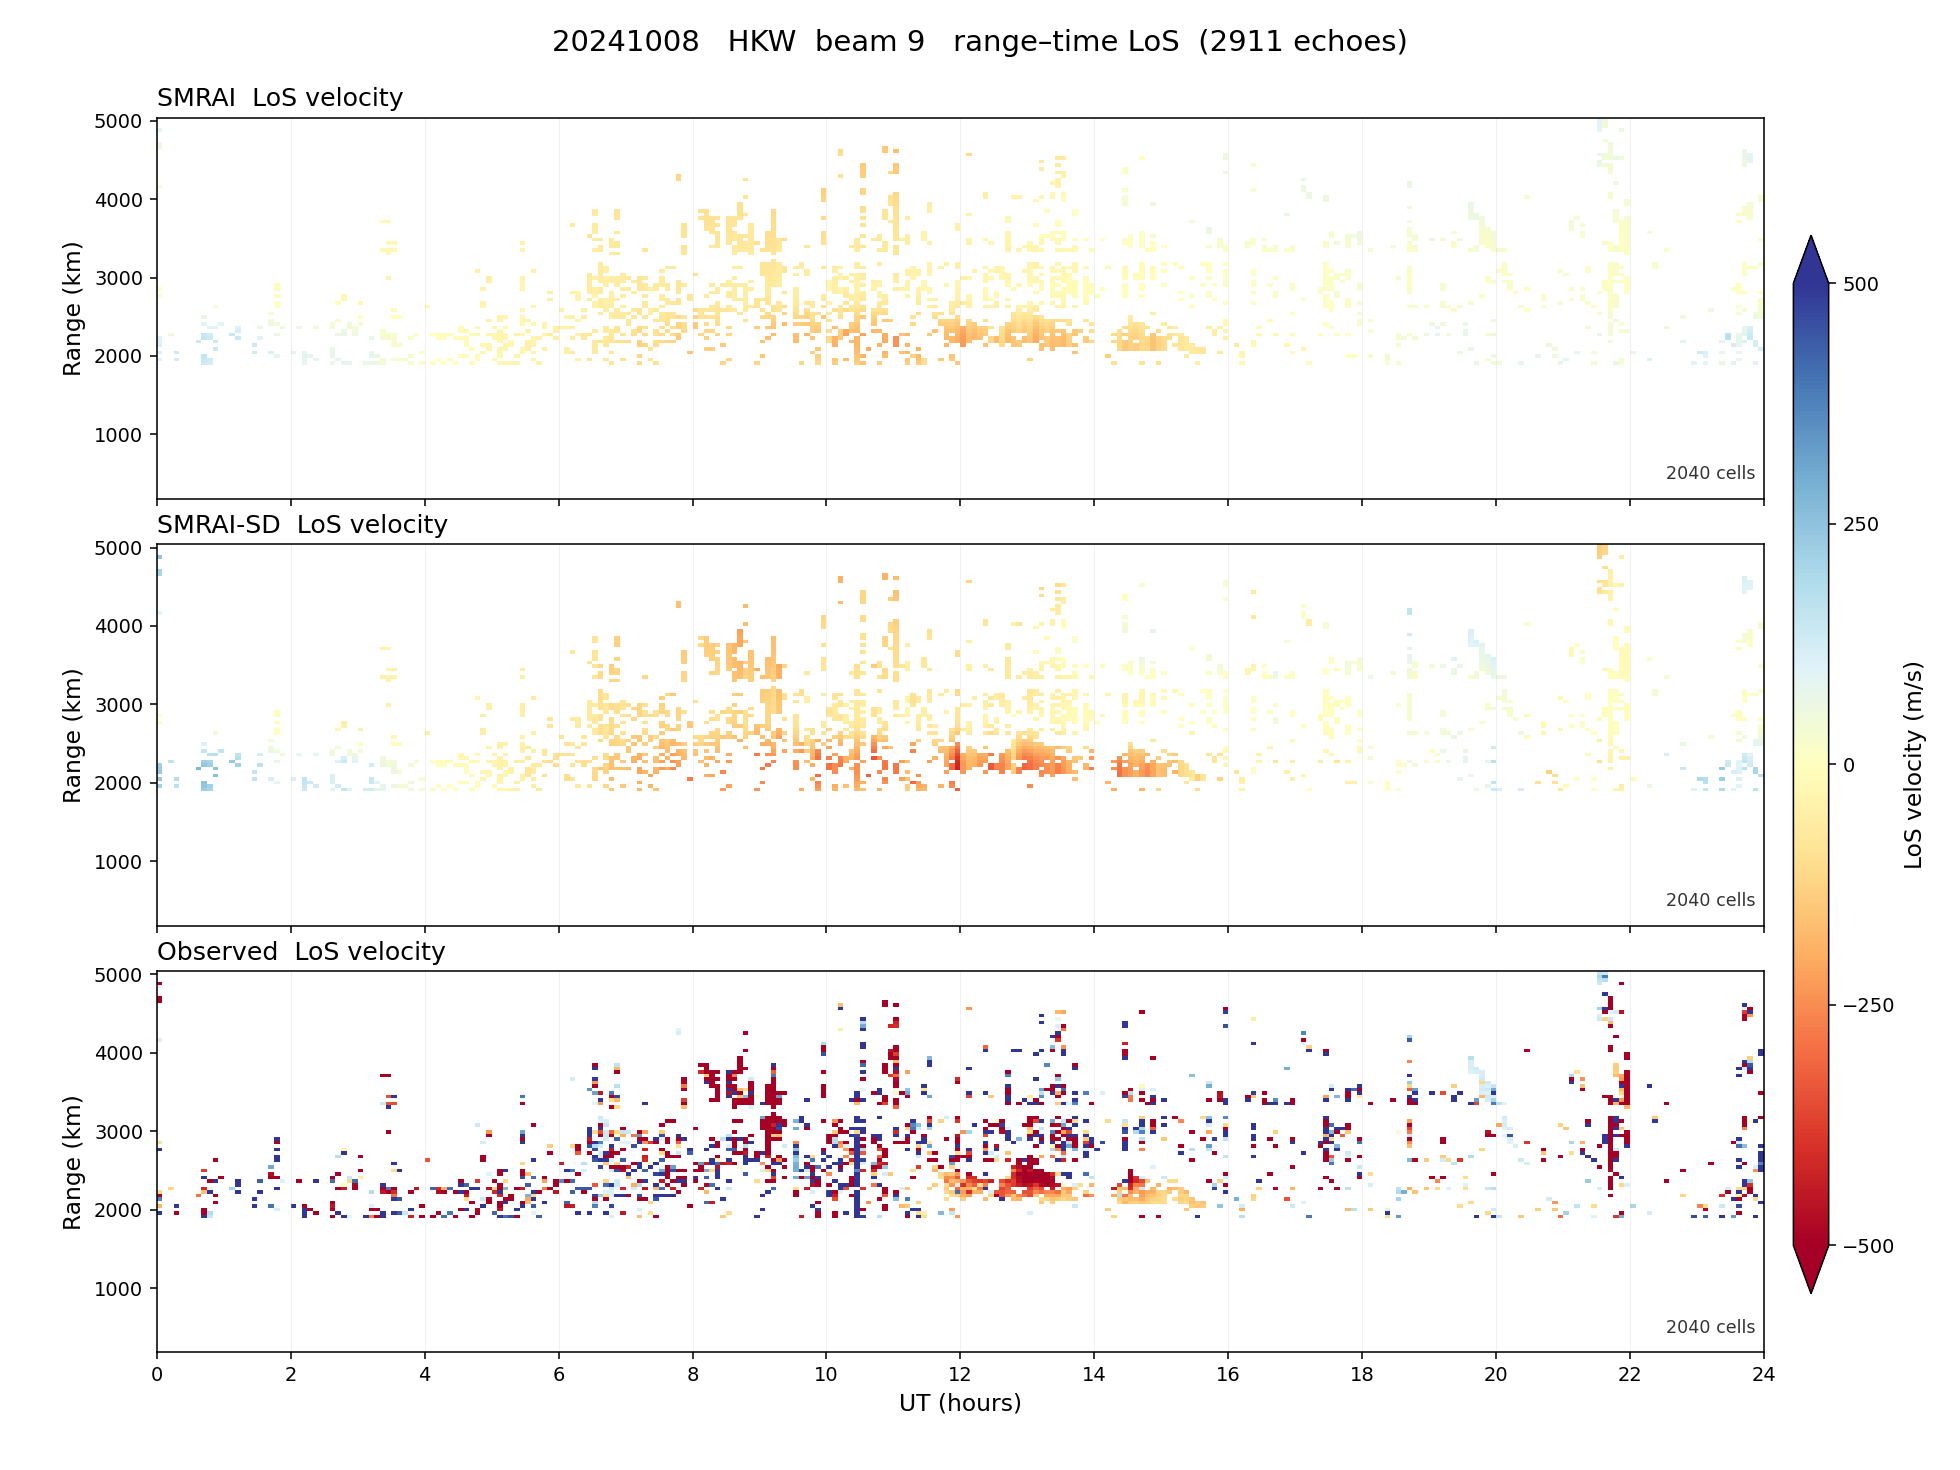 20241008   HKW  beam 9   range–time LoS  (2911 echoes)
SMRAI  LoS velocity
5000
4000
3000
2000
1000
Range (km)
2040 cells
SMRAI-SD  LoS velocity
5000
4000
3000
2000
1000
Range (km)
2040 cells
Observed  LoS velocity
5000
4000
3000
2000
1000
Range (km)
2040 cells
0 2 4 6 8 10 12 14 16 18 20 22 24
UT (hours)
500
250
0
−250
−500
LoS velocity (m/s)